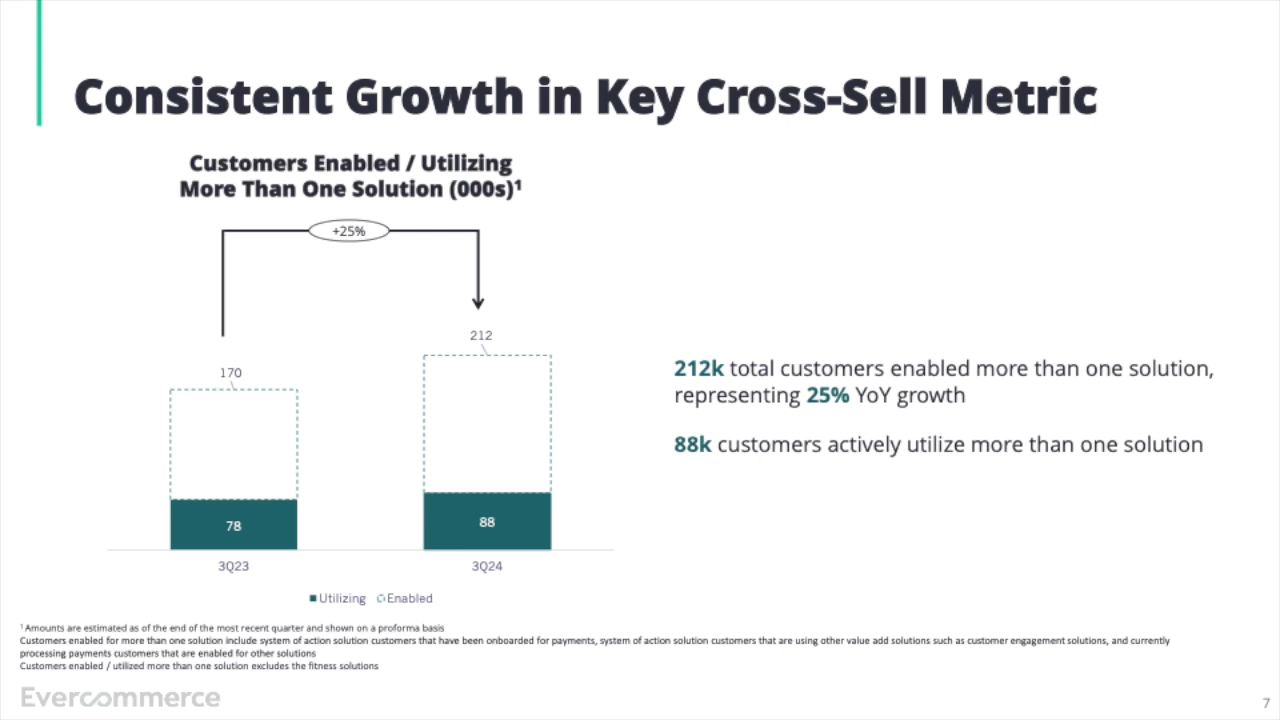 Consistent Growth in Key Cross-Sell Metric
Customers Enabled / Utilizing
More Than One Solution (000s)¹
+25%
212
170
78
88
3Q23
3Q24
Utilizing
Enabled
212k total customers enabled more than one solution,
representing 25% YoY growth
88k customers actively utilize more than one solution
¹ Amounts are estimated as of the end of the most recent quarter and shown on a proforma basis
Customers enabled for more than one solution include system of action solution customers that have been onboarded for payments, system of action solution customers that are using other value add solutions such as customer engagement solutions, and currently
processing payments customers that are enabled for other solutions
Customers enabled / utilized more than one solution excludes the fitness solutions
Evercommerce
7